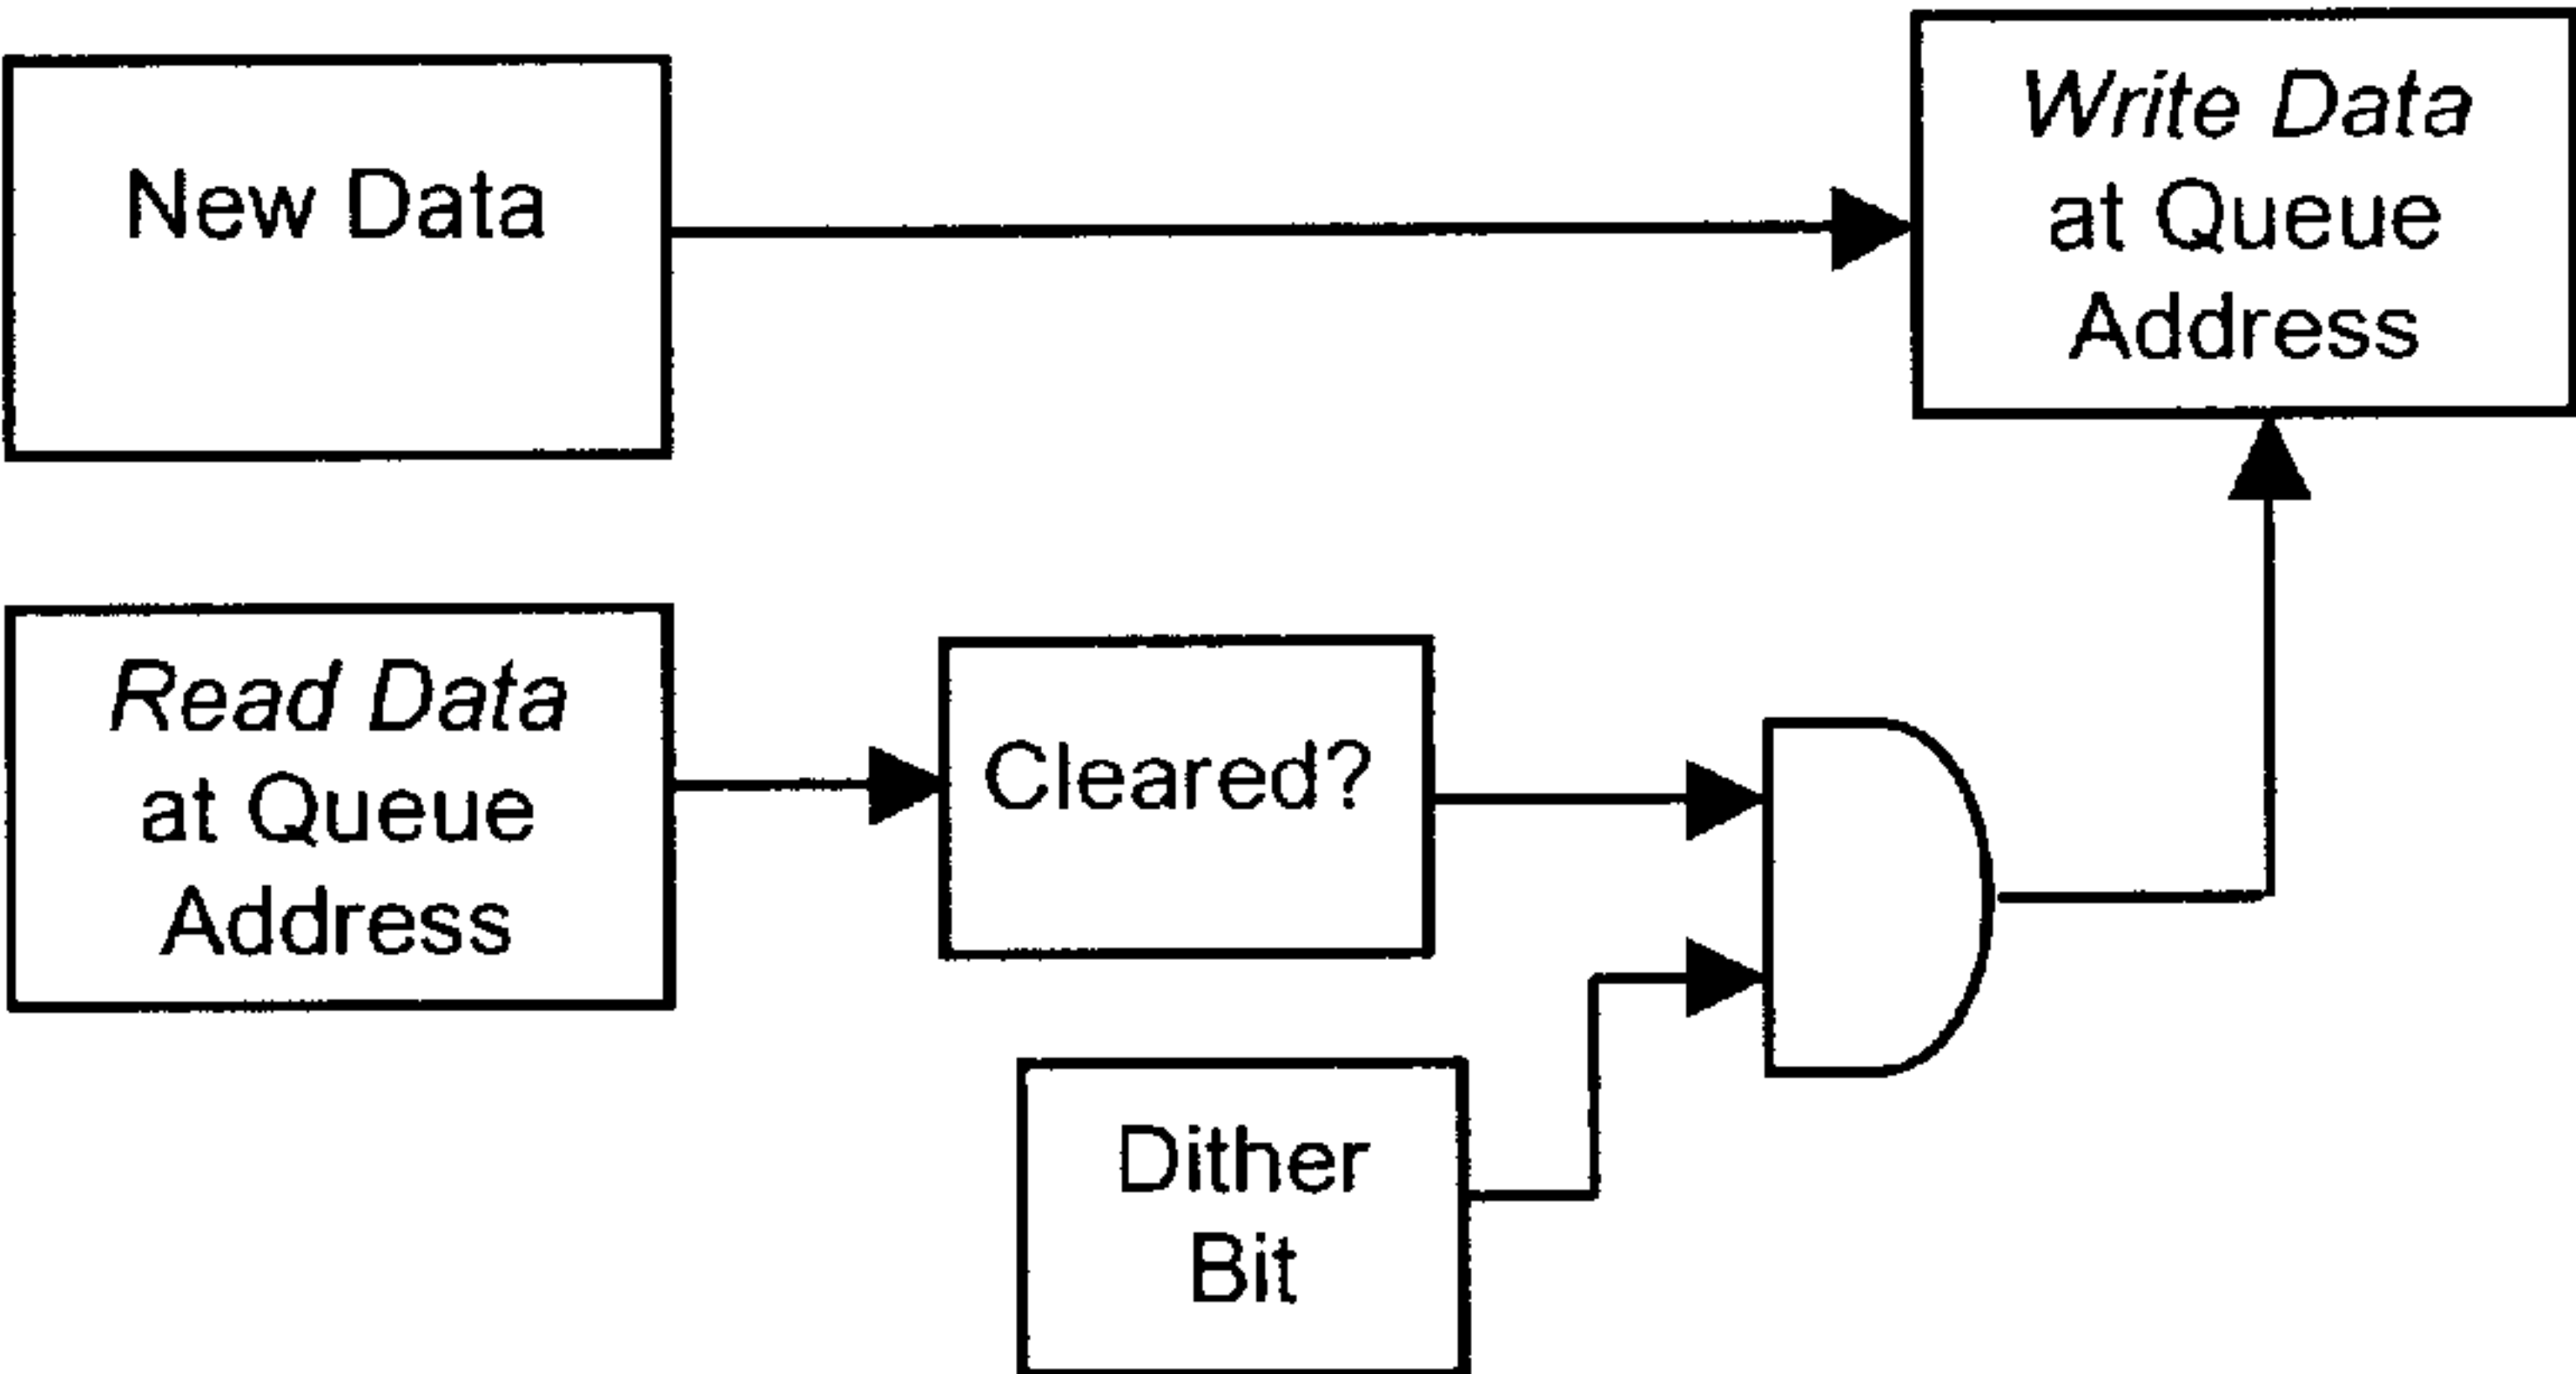 New Data
Write Data
at Queue
Address
Read Data
at Queue
Address
Cleared?
Dither
Bit